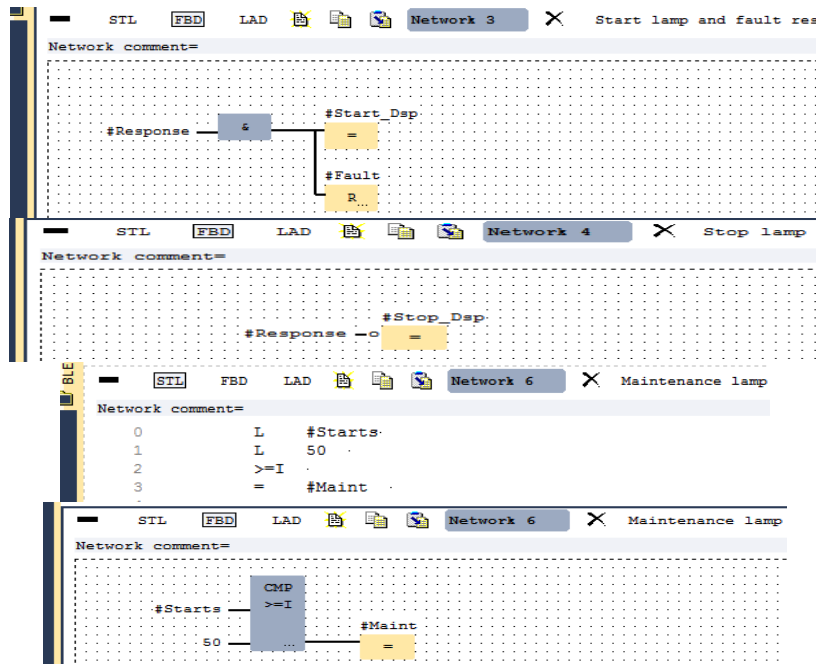 STL FBD LAD Network 3 Start lamp and fault res
Network comment=
#Start_Dsp
#Response & =
#Fault
R...
STL FBD LAD Network 4 Stop lamp
Network comment=
#Stop_Dsp
#Response =
BLE
STL FBD LAD Network 6 Maintenance lamp
Network comment=
0 L #Starts
1 L 50
2 >=I
3 = #Maint
STL FBD LAD Network 6 Maintenance lamp
Network comment=
CMP
#Starts >=I
#Maint
50 ... =